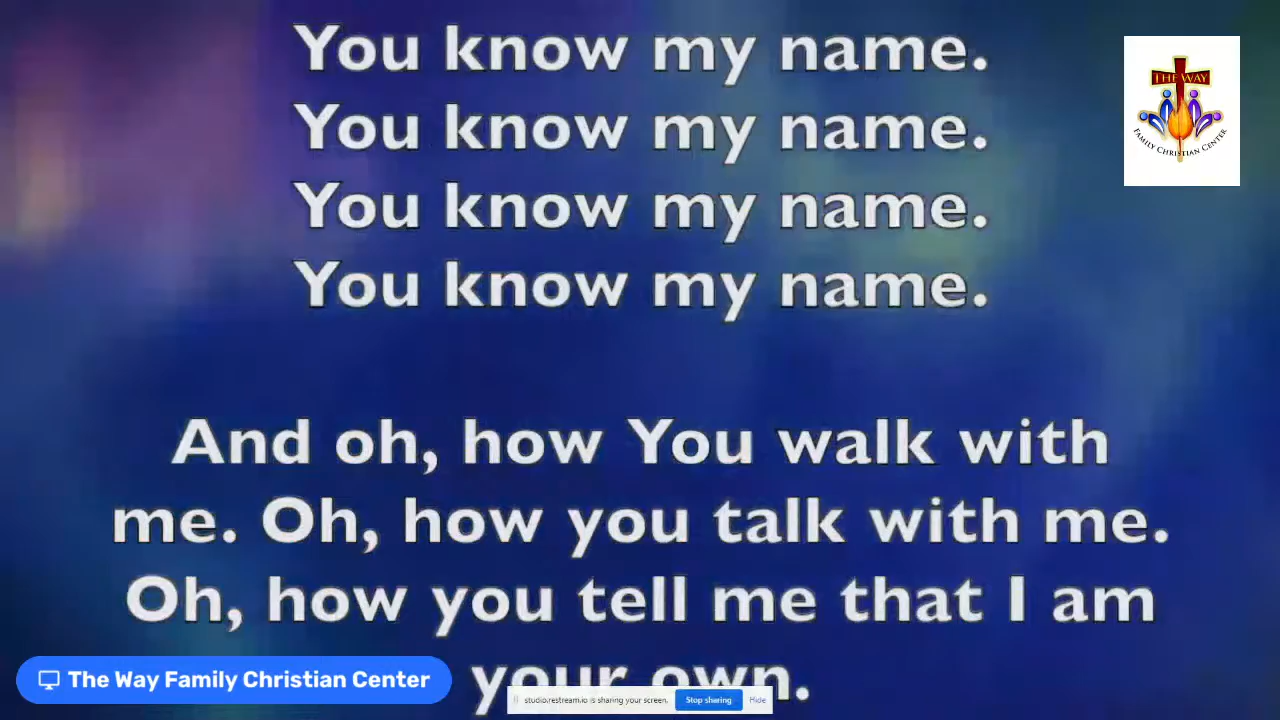 You know my name.
You know my name.
You know my name.
You know my name.
And oh, how You walk with
me. Oh, how you talk with me.
Oh, how you tell me that I am
your own.
THE WAY
FAMILY CHRISTIAN CENTER
The Way Family Christian Center
studio.restream.io is sharing your screen.
Stop sharing
Hide